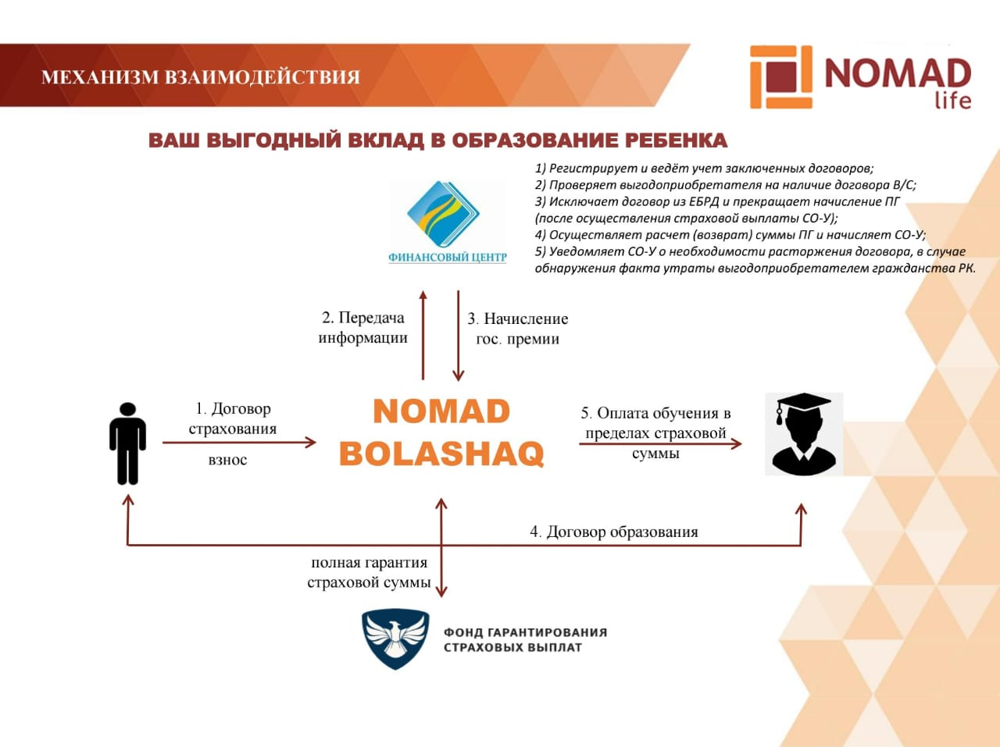 МЕХАНИЗМ ВЗАИМОДЕЙСТВИЯ
NOMAD
life
ВАШ ВЫГОДНЫЙ ВКЛАД В ОБРАЗОВАНИЕ РЕБЕНКА
1) Регистрирует и ведёт учет заключенных договоров;
2) Проверяет выгодоприобретателя на наличие договора В/С;
3) Исключает договор из ЕБРД и прекращает начисление ПГ
(после осуществления страховой выплаты СО-У);
4) Осуществляет расчет (возврат) суммы ПГ и начисляет СО-У;
5) Уведомляет СО-У о необходимости расторжения договора, в случае
обнаружения факта утраты выгодоприобретателем гражданства РК.
ФИНАНСОВЫЙ ЦЕНТР
2. Передача
информации
3. Начисление
гос. премии
1. Договор
страхования
взнос
NOMAD
BOLASHAQ
5. Оплата обучения в
пределах страховой
суммы
4. Договор образования
полная гарантия
страховой суммы
ФОНД ГАРАНТИРОВАНИЯ
СТРАХОВЫХ ВЫПЛАТ